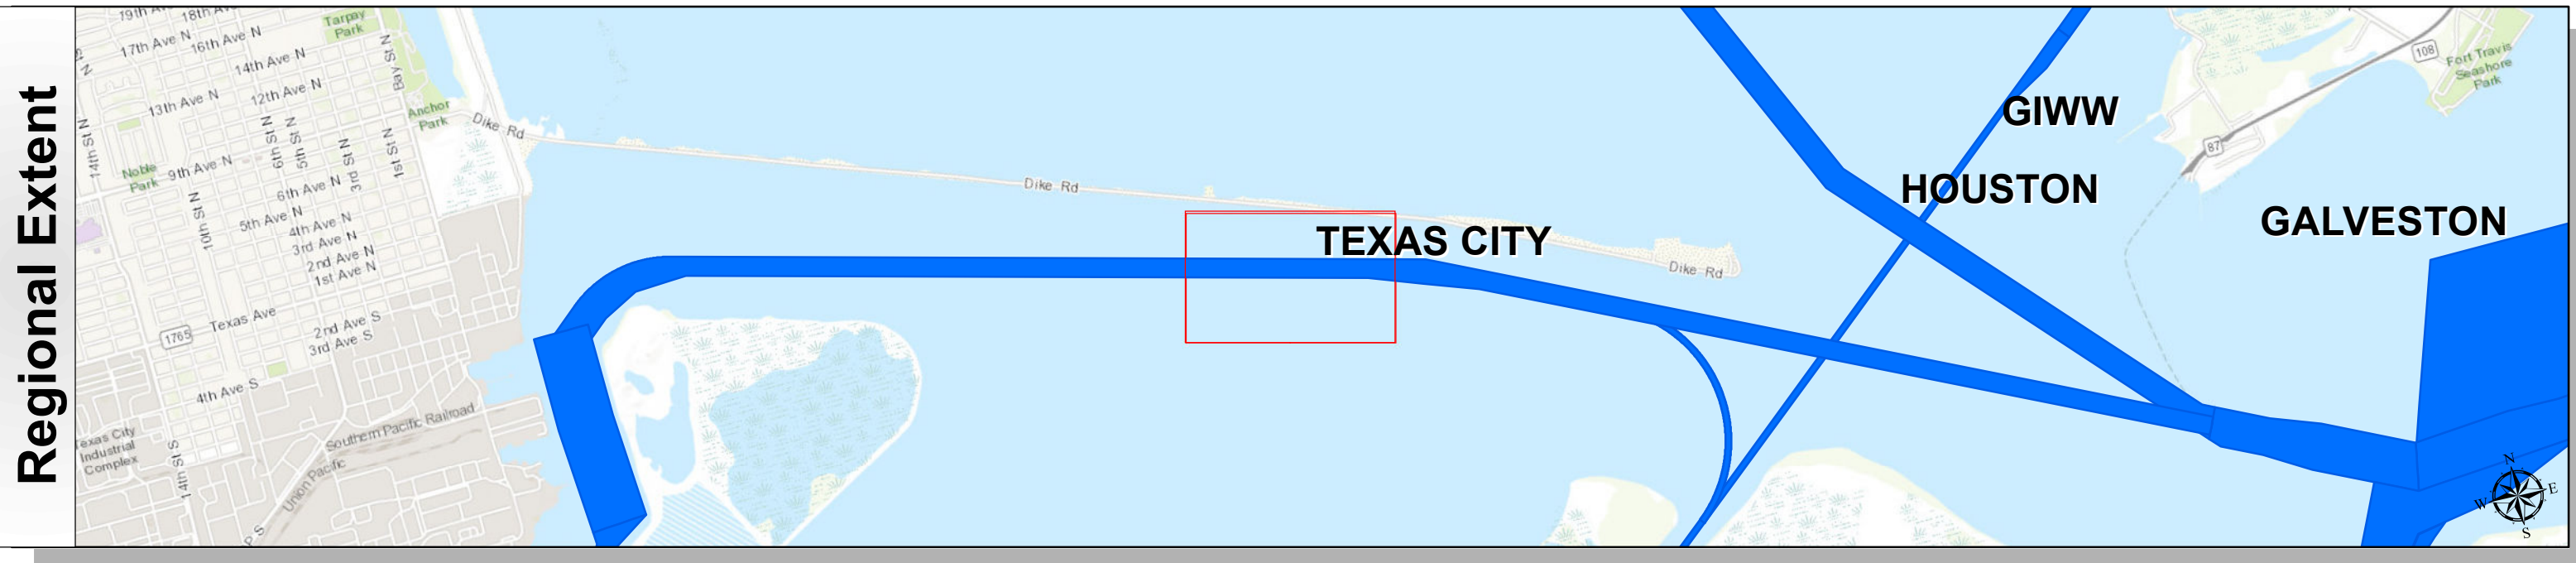 Regional Extent
19th Ave
18th Ave
17th Ave N
16th Ave N
Tarpay
Park
14th Ave N
Bay St N
13th Ave N
12th Ave N
Anchor
Park
Dike Rd
14th St N
6th St N
5th St N
3rd St N
1st St N
Noble
Park
9th Ave N
10th St N
6th Ave N
5th Ave N
4th Ave N
3rd Ave N
2nd Ave N
1st Ave N
Texas Ave
1765
2nd Ave S
3rd Ave S
4th Ave S
Southern Pacific Railroad
Texas City
Industrial
Complex
14th St S
Union Pacific
P S
Dike Rd
TEXAS CITY
Dike Rd
GIWW
HOUSTON
GALVESTON
108
Fort Travis
Seashore
Park
87
N
W
E
S